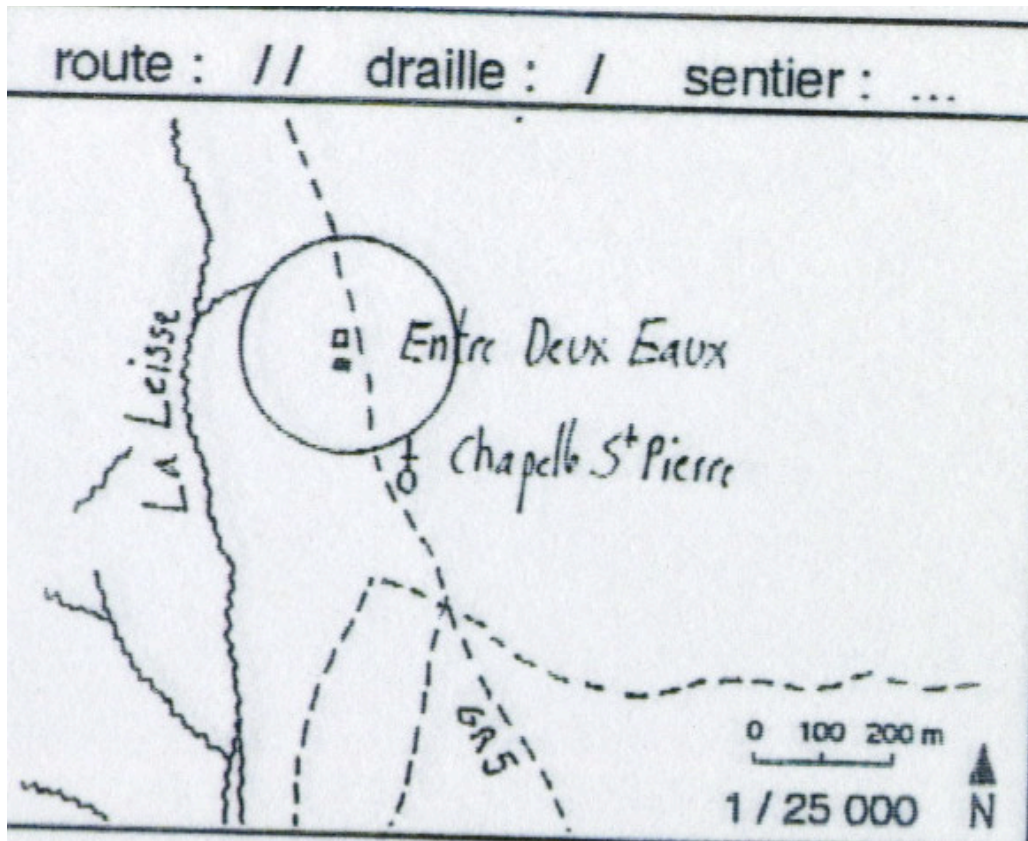 route : // draille : / sentier : ...
La Leisse
Entre Deux Eaux
Chapelle St Pierre
GR5
0 100 200 m
1 / 25 000
N